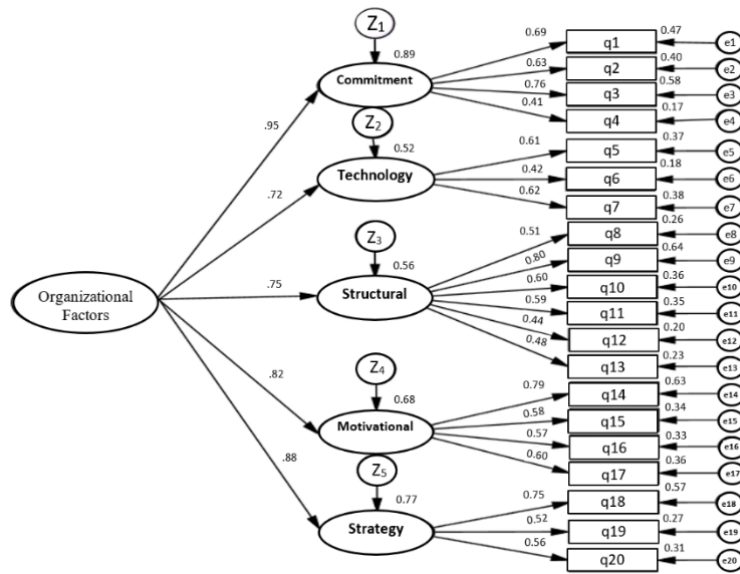 Z1
0.89
Commitment
0.69
q1
0.47
e1
0.63
q2
0.40
e2
0.76
q3
0.58
e3
0.41
q4
0.17
e4
.95
Z2
0.52
Technology
0.61
q5
0.37
e5
0.42
q6
0.18
e6
0.62
q7
0.38
e7
.72
Z3
0.56
Structural
0.51
q8
0.26
e8
0.80
q9
0.64
e9
0.60
q10
0.36
e10
0.59
q11
0.35
e11
0.44
q12
0.20
e12
0.48
q13
0.23
e13
.75
Organizational
Factors
Z4
0.68
Motivational
0.79
q14
0.63
e14
0.58
q15
0.34
e15
0.57
q16
0.33
e16
0.60
q17
0.36
e17
.82
Z5
0.77
Strategy
0.75
q18
0.57
e18
0.52
q19
0.27
e19
0.56
q20
0.31
e20
.88